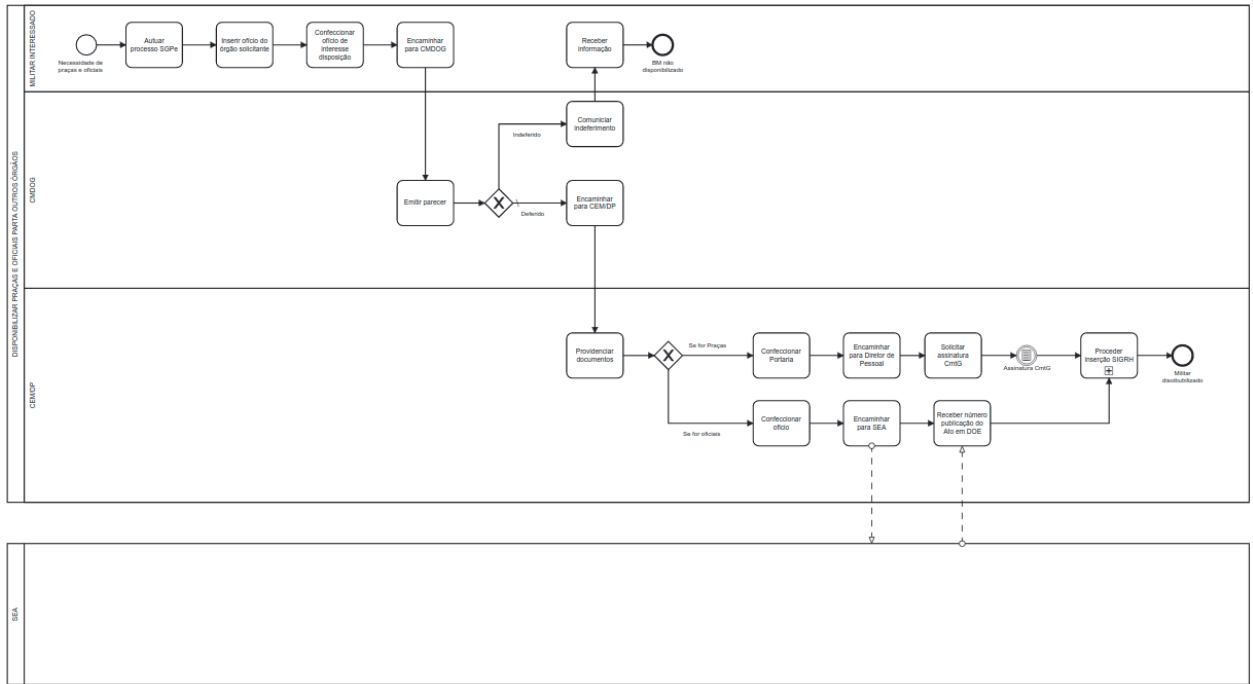 DISPONIBILIZAR PRAÇAS E OFICIAIS PARTA OUTROS ÓRGÃOS
MILITAR INTERESSADO
Necessidade de
praças e oficiais
Autuar
processo SGPe
Inserir ofício do
órgão solicitante
Confeccionar
ofício de
interesse
disposição
Encaminhar
para CMDOG
Receber
informação
BM não
disponibilizado
CMDOG
Emitir parecer
Indeferido
Comuniciar
indeferimento
Deferido
Encaminhar
para CEM/DP
CEM/DP
Providenciar
documentos
Se for Praças
Confeccionar
Portaria
Encaminhar
para Diretor de
Pessoal
Solicitar
assinatura
CmtG
Assinatura CmtG
Proceder
inserção SIGRH
Militar
Se for oficiais
Confeccionar
ofício
Encaminhar
para SEA
Receber número
publicação do
Ato em DOE
SEA